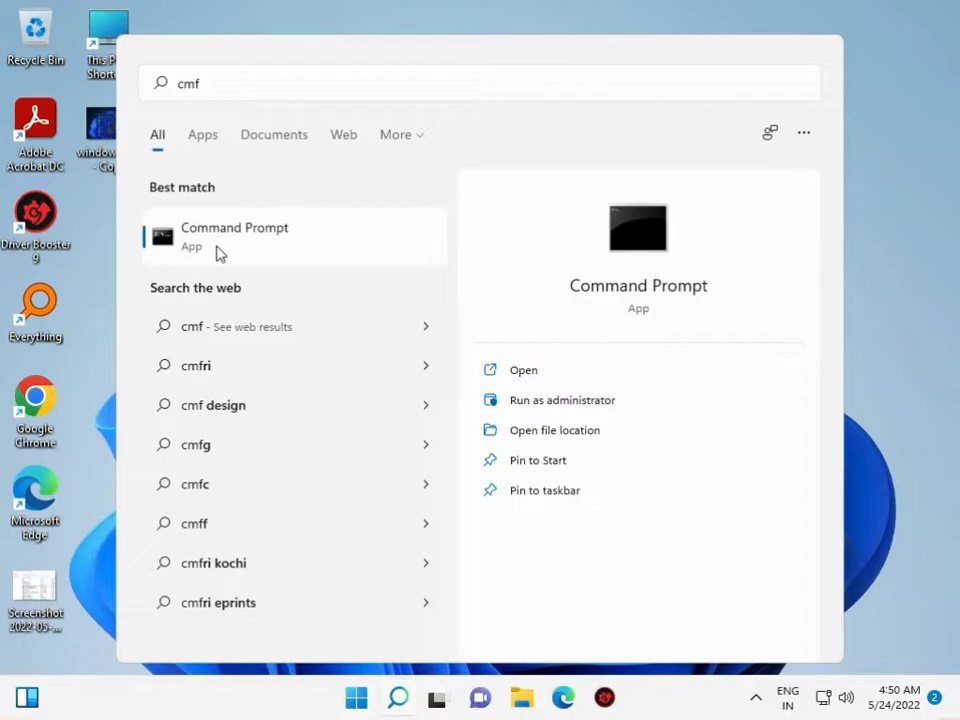 Recycle Bin
This P
Short
Adobe
Acrobat DC
window
- Co
Driver Booster
9
Everything
Google
Chrome
Microsoft
Edge
Screenshot
2022-05-...
cmf
All Apps Documents Web More
Best match
Command Prompt
App
Search the web
cmf - See web results
cmfri
cmf design
cmfg
cmfc
cmff
cmfri kochi
cmfri eprints
Command Prompt
App
Open
Run as administrator
Open file location
Pin to Start
Pin to taskbar
ENG
IN
4:50 AM
5/24/2022
2